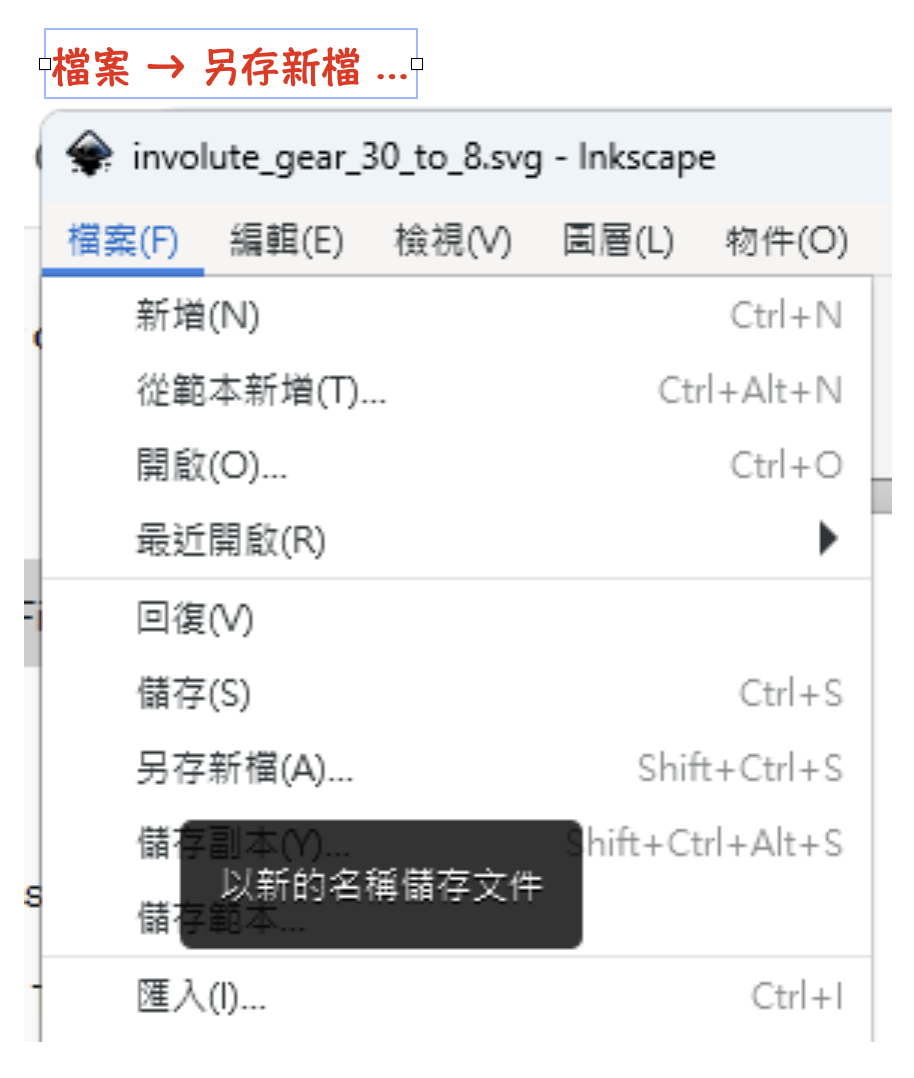 檔案 → 另存新檔 ...
involute_gear_30_to_8.svg - Inkscape
檔案(F) 編輯(E) 檢視(V) 圖層(L) 物件(O)
新增(N) Ctrl+N
從範本新增(T)... Ctrl+Alt+N
開啟(O)... Ctrl+O
最近開啟(R)
回復(V)
儲存(S) Ctrl+S
另存新檔(A)... Shift+Ctrl+S
儲存副本(Y)... Shift+Ctrl+Alt+S
以新的名稱儲存文件
儲存範本...
匯入(I)... Ctrl+I